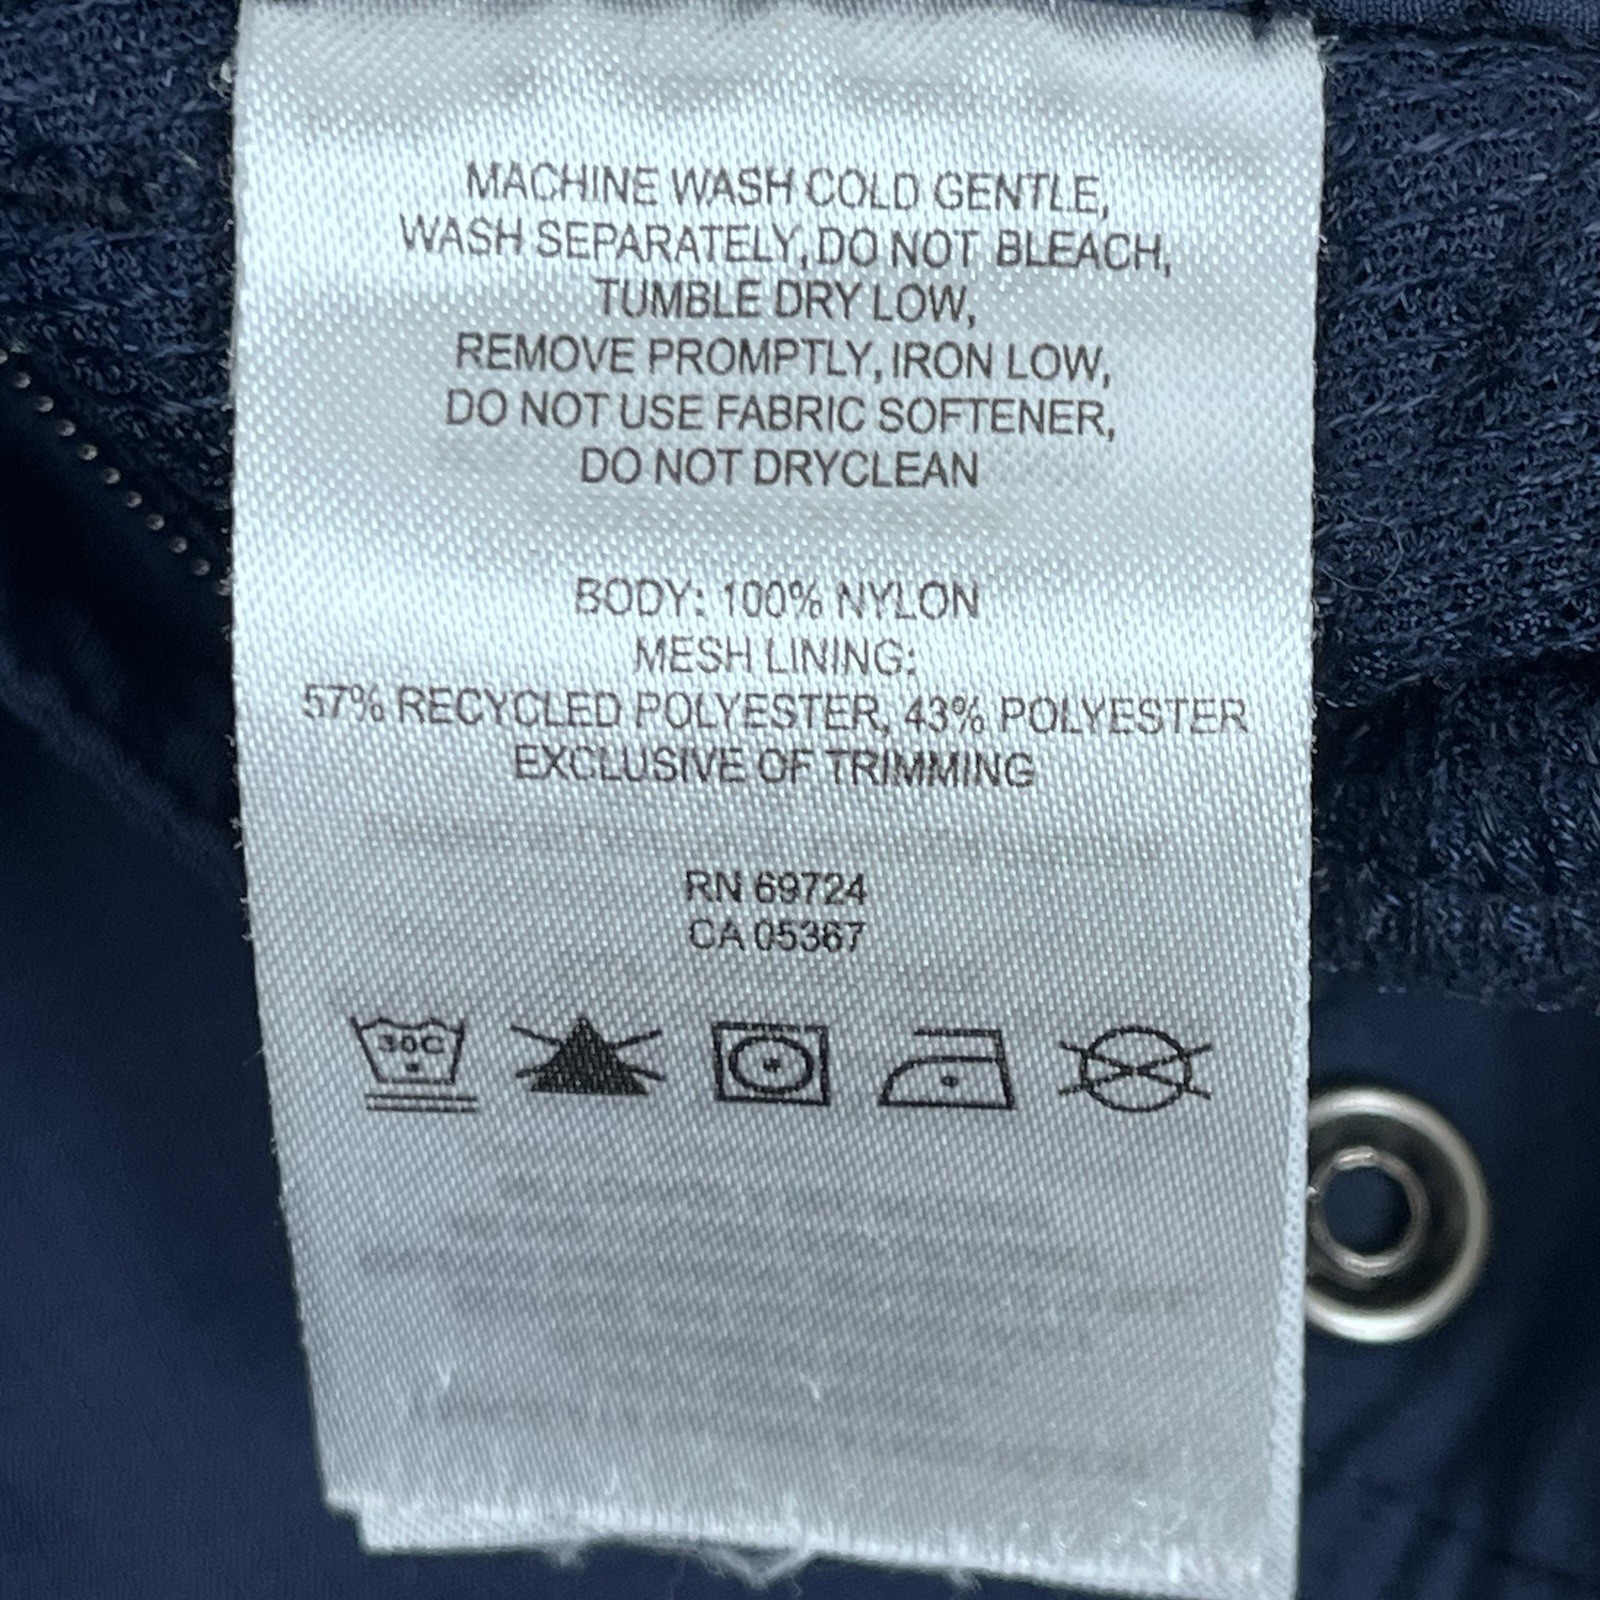 MACHINE WASH COLD GENTLE,
WASH SEPARATELY, DO NOT BLEACH,
TUMBLE DRY LOW,
REMOVE PROMPTLY, IRON LOW,
DO NOT USE FABRIC SOFTENER,
DO NOT DRYCLEAN
BODY: 100% NYLON
MESH LINING:
57% RECYCLED POLYESTER, 43% POLYESTER
EXCLUSIVE OF TRIMMING
RN 69724
CA 05367
30C